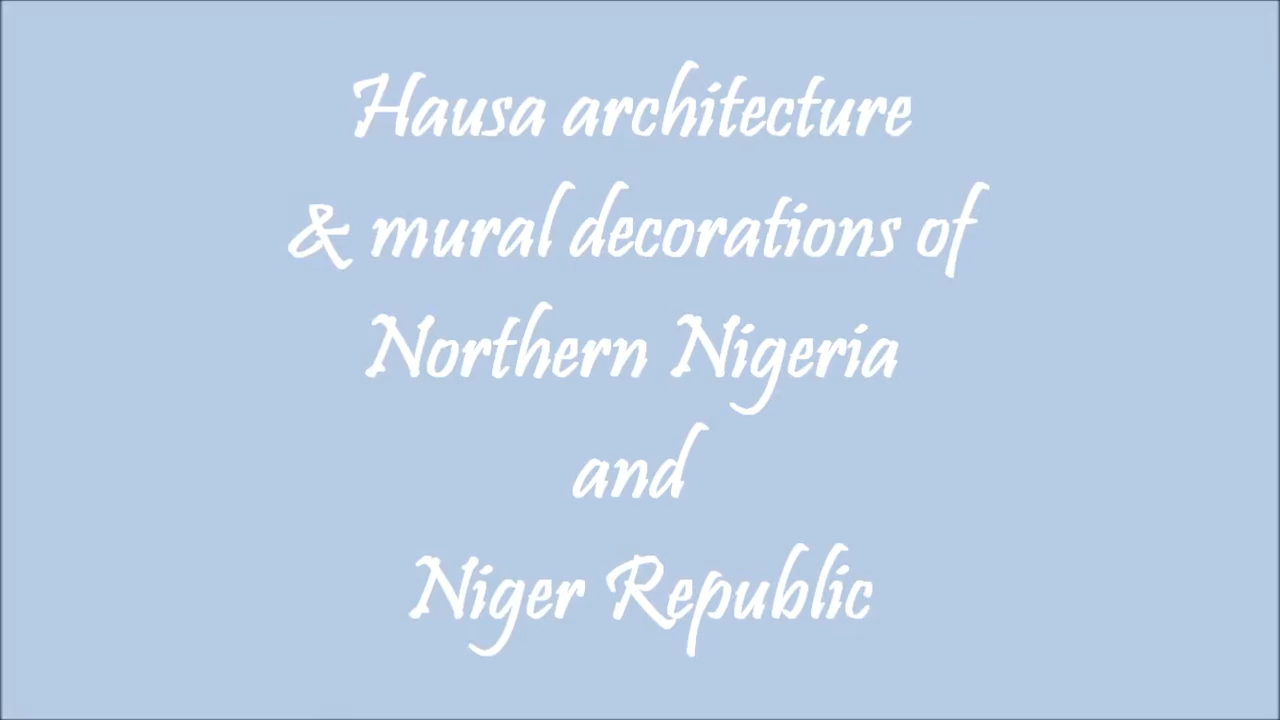 Hausa architecture
& mural decorations of
Northern Nigeria
and
Niger Republic